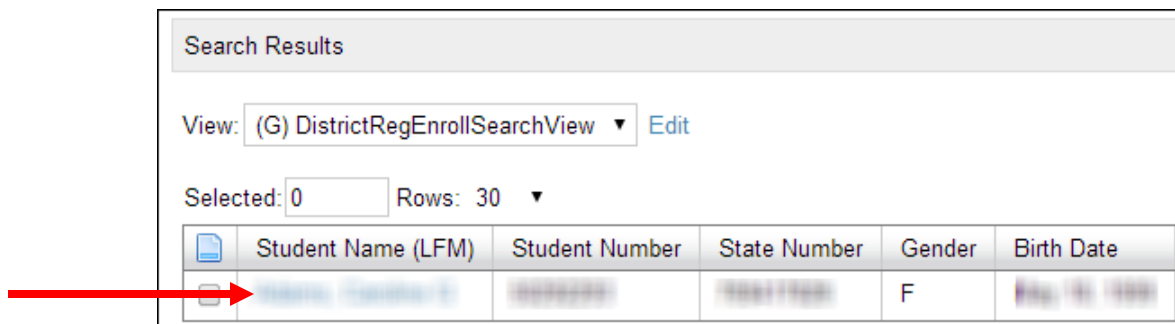 Search Results
View: (G) DistrictRegEnrollSearchView ▼ Edit
Selected: 0 Rows: 30 ▼
Student Name (LFM) Student Number State Number Gender Birth Date
F